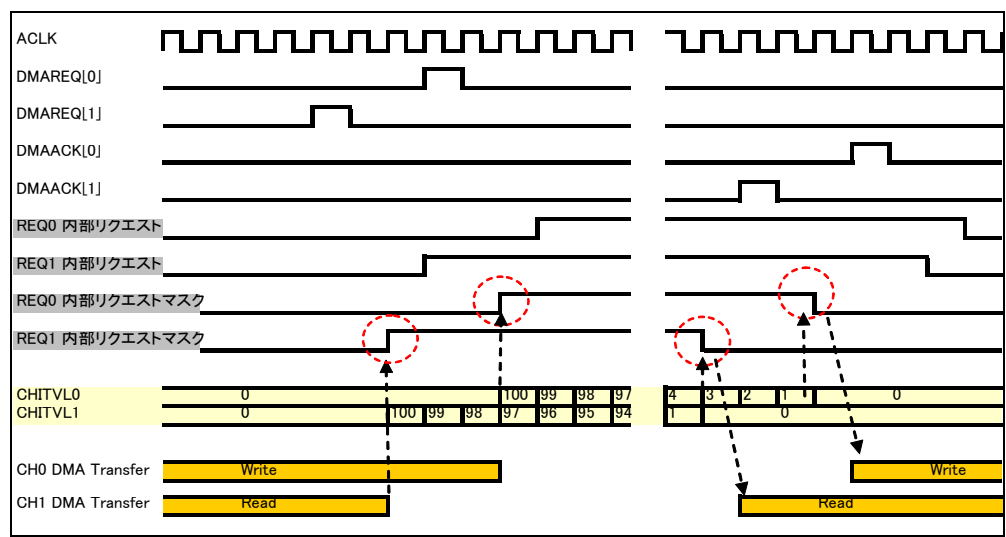 ACLK
DMAREQ[0]
DMAREQ[1]
DMAACK[0]
DMAACK[1]
REQ0 内部リクエスト
REQ1 内部リクエスト
REQ0 内部リクエストマスク
REQ1 内部リクエストマスク
CHITVL0 0 100 99 98 97 4 3 2 1 0
CHITVL1 0 100 99 98 97 96 95 94 1 0
CH0 DMA Transfer Write Write
CH1 DMA Transfer Read Read